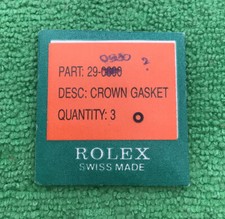 PART: 29-
DESC: CROWN GASKET
QUANTITY: 3
ROLEX
SWISS MADE